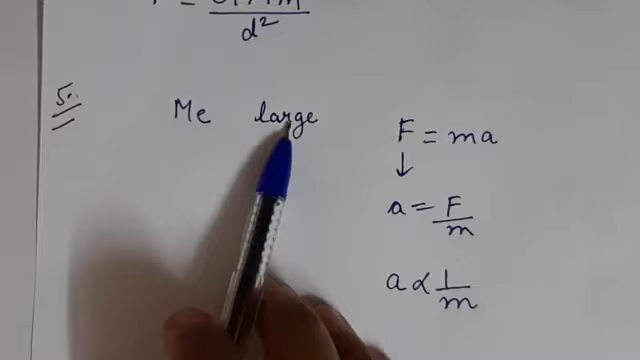 d²
5.
Me large
F = ma
↓
a = F/m
a ∝ 1/m